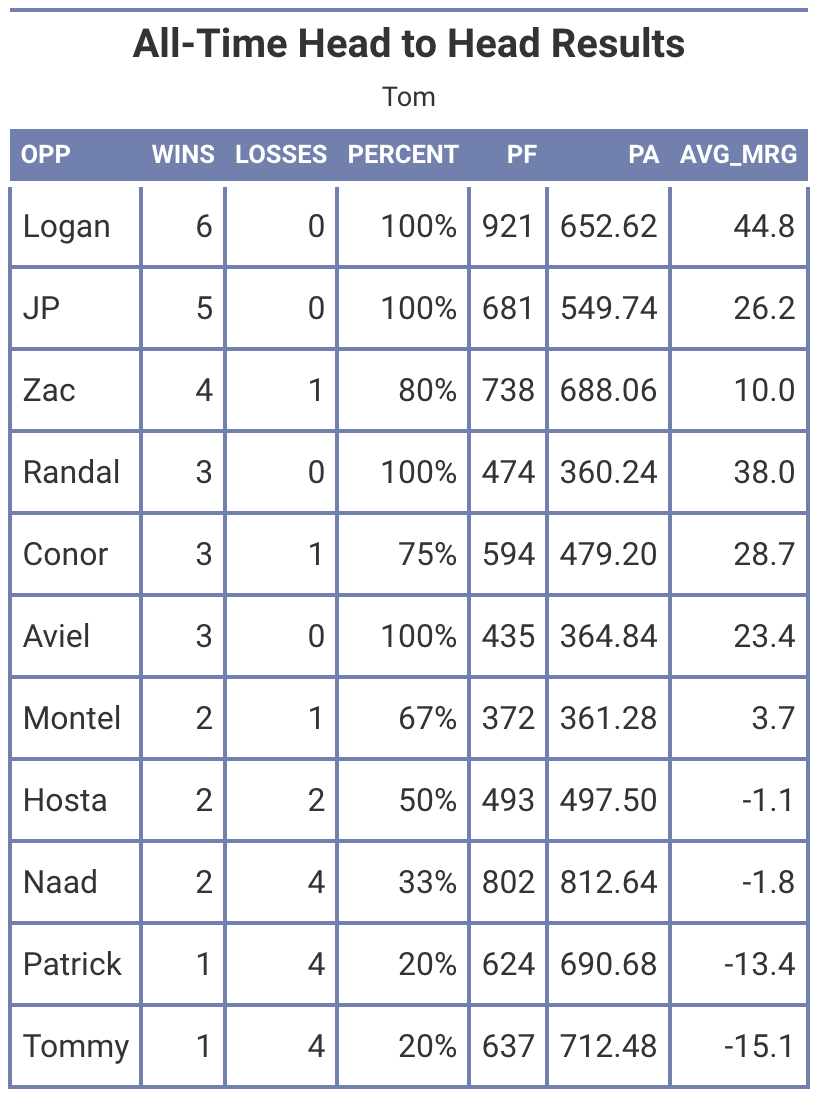 All-Time Head to Head Results
Tom
OPP WINS LOSSES PERCENT PF PA AVG_MRG
Logan 6 0 100% 921 652.62 44.8
JP 5 0 100% 681 549.74 26.2
Zac 4 1 80% 738 688.06 10.0
Randal 3 0 100% 474 360.24 38.0
Conor 3 1 75% 594 479.20 28.7
Aviel 3 0 100% 435 364.84 23.4
Montel 2 1 67% 372 361.28 3.7
Hosta 2 2 50% 493 497.50 -1.1
Naad 2 4 33% 802 812.64 -1.8
Patrick 1 4 20% 624 690.68 -13.4
Tommy 1 4 20% 637 712.48 -15.1